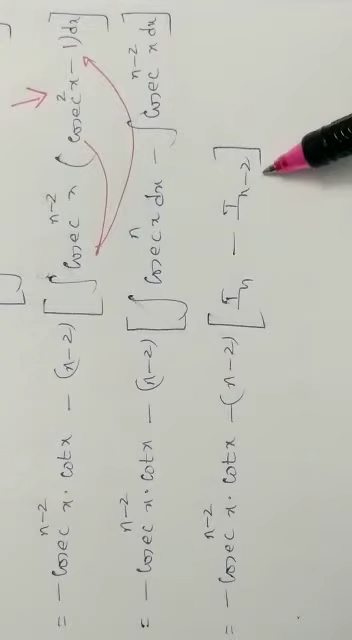 = - cosec^{n-2} x . cot x - (n-2) [ ∫ cosec^{n-2} x ( cosec^2 x - 1) dx ]
= - cosec^{n-2} x . cot x - (n-2) [ ∫ cosec^n x dx - ∫ cosec^{n-2} x dx ]
= - cosec^{n-2} x . cot x - (n-2) [ I_n - I_{n-2} ]